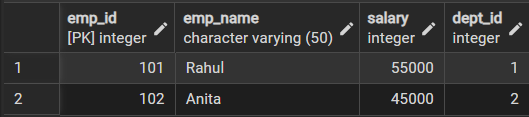 emp_id emp_name salary dept_id
[PK] integer character varying (50) integer integer
1 101 Rahul 55000 1
2 102 Anita 45000 2